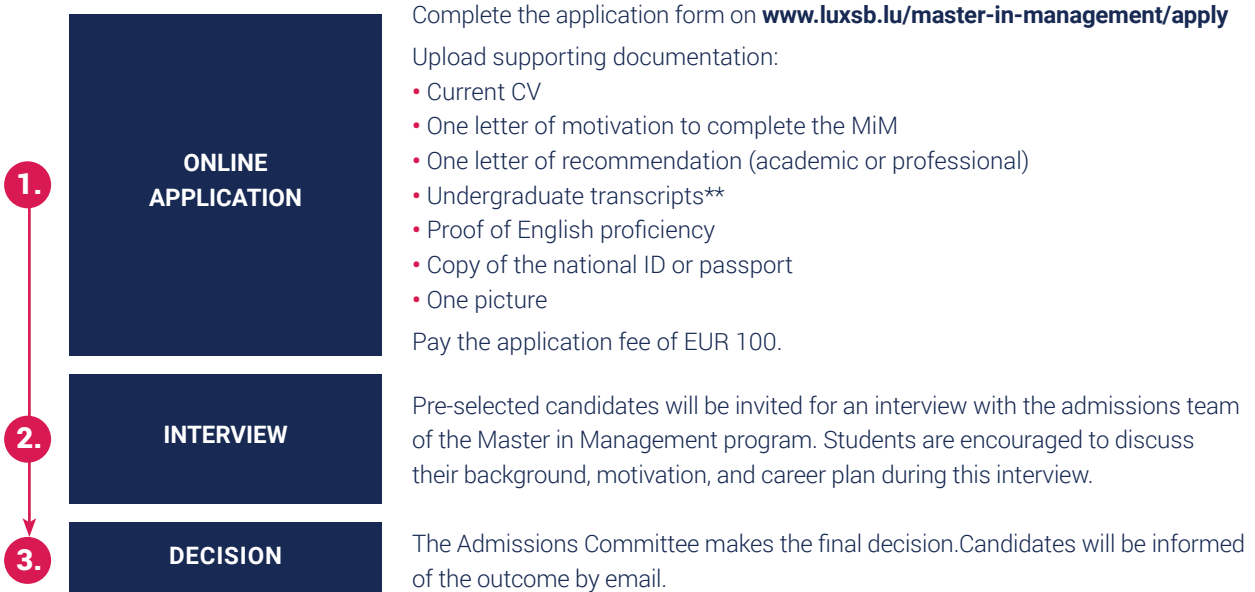 Complete the application form on www.luxsb.lu/master-in-management/apply
Upload supporting documentation:
• Current CV
• One letter of motivation to complete the MiM
• One letter of recommendation (academic or professional)
• Undergraduate transcripts**
• Proof of English proficiency
• Copy of the national ID or passport
• One picture
Pay the application fee of EUR 100.
1.
ONLINE
APPLICATION
2.
INTERVIEW
Pre-selected candidates will be invited for an interview with the admissions team
of the Master in Management program. Students are encouraged to discuss
their background, motivation, and career plan during this interview.
3.
DECISION
The Admissions Committee makes the final decision.Candidates will be informed
of the outcome by email.